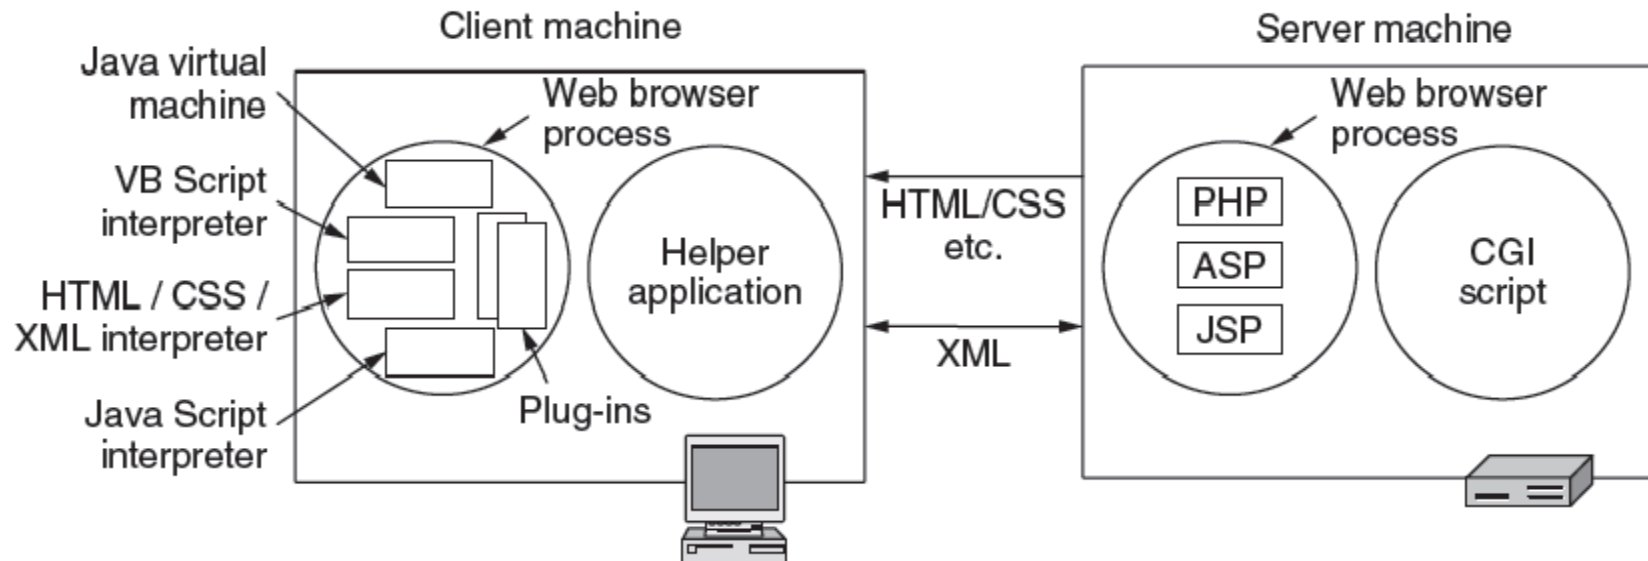 Client machine
Server machine
Java virtual
machine
Web browser
process
VB Script
interpreter
HTML / CSS /
XML interpreter
Java Script
interpreter
Plug-ins
Helper
application
HTML/CSS
etc.
XML
Web browser
process
PHP
ASP
JSP
CGI
script